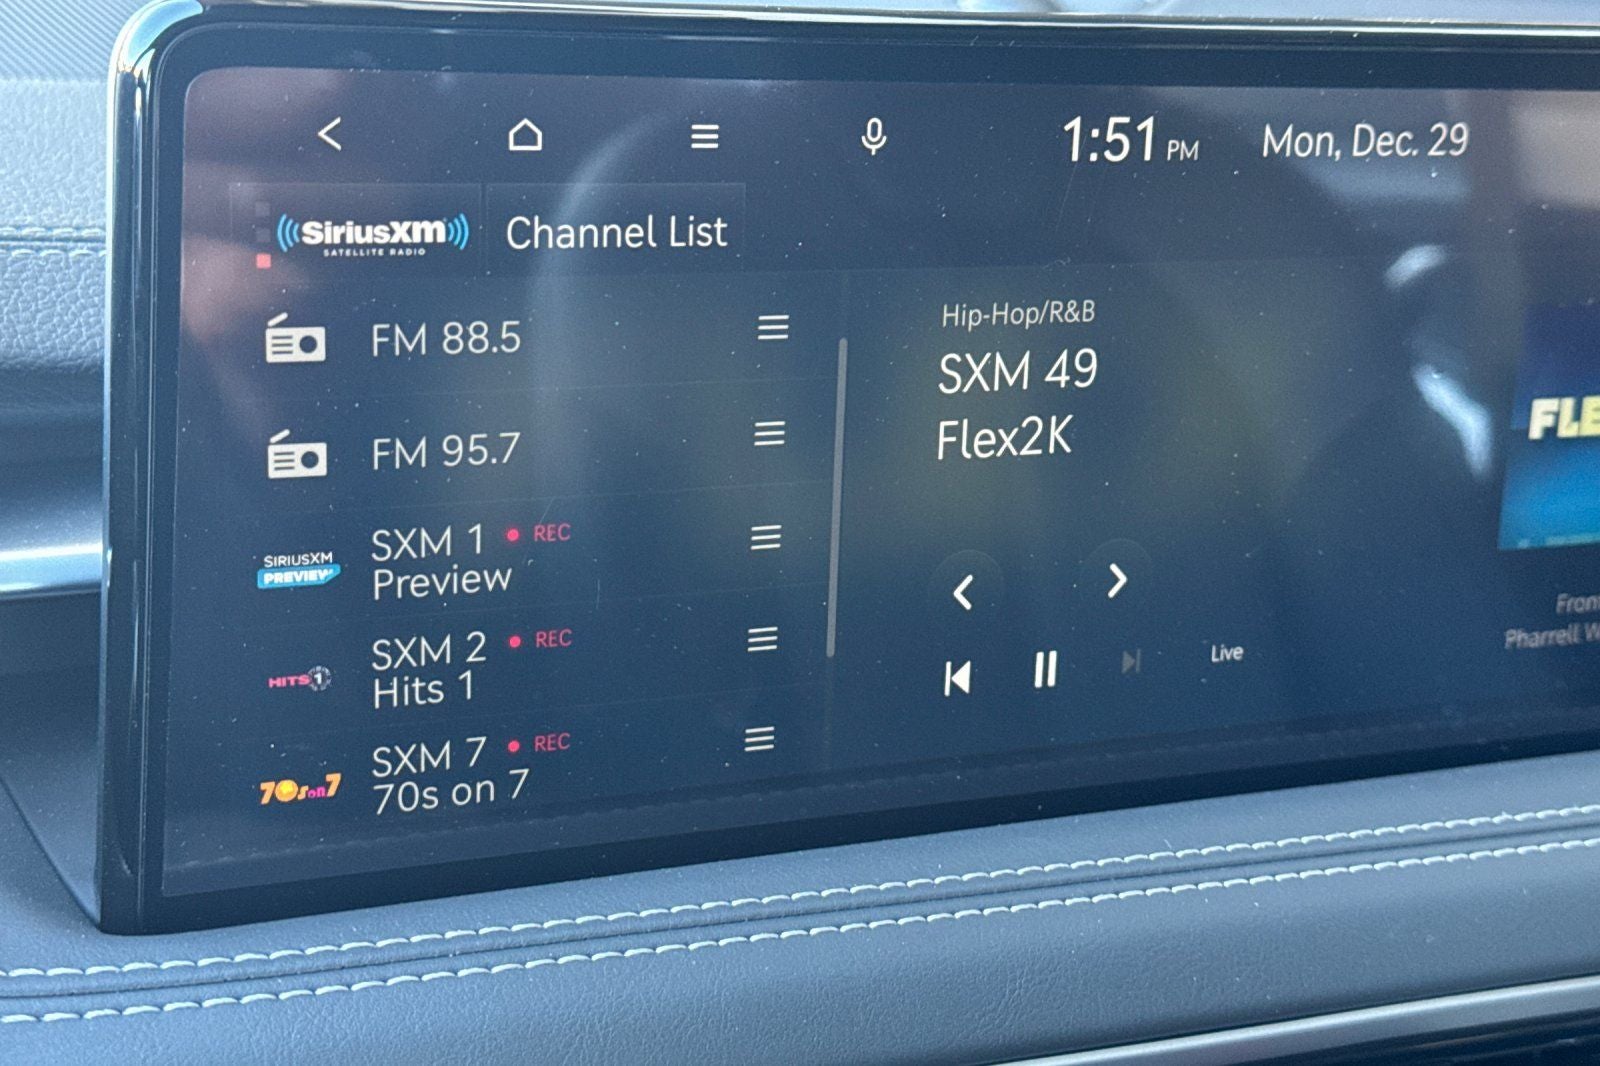 1:51 PM
Mon, Dec. 29
SiriusXM
SATELLITE RADIO
Channel List
FM 88.5
FM 95.7
SIRIUSXM
PREVIEW
SXM 1 REC
Preview
HITS 1
SXM 2 REC
Hits 1
70s on 7
SXM 7 REC
70s on 7
Hip-Hop/R&B
SXM 49
Flex2K
Live
FLE
Fron
Pharrell W